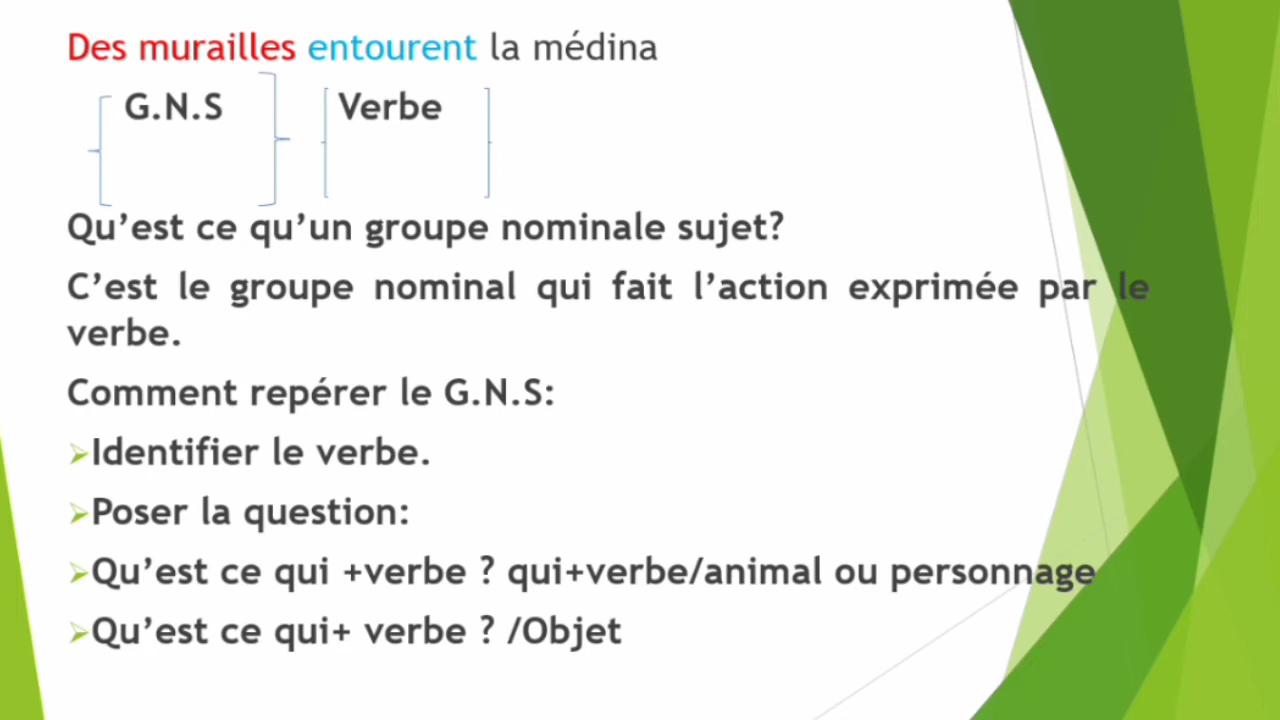 Des murailles entourent la médina
G.N.S Verbe
Qu’est ce qu’un groupe nominale sujet?
C’est le groupe nominal qui fait l’action exprimée par le
verbe.
Comment repérer le G.N.S:
Identifier le verbe.
Poser la question:
Qu’est ce qui +verbe ? qui+verbe/animal ou personnage
Qu’est ce qui+ verbe ? /Objet